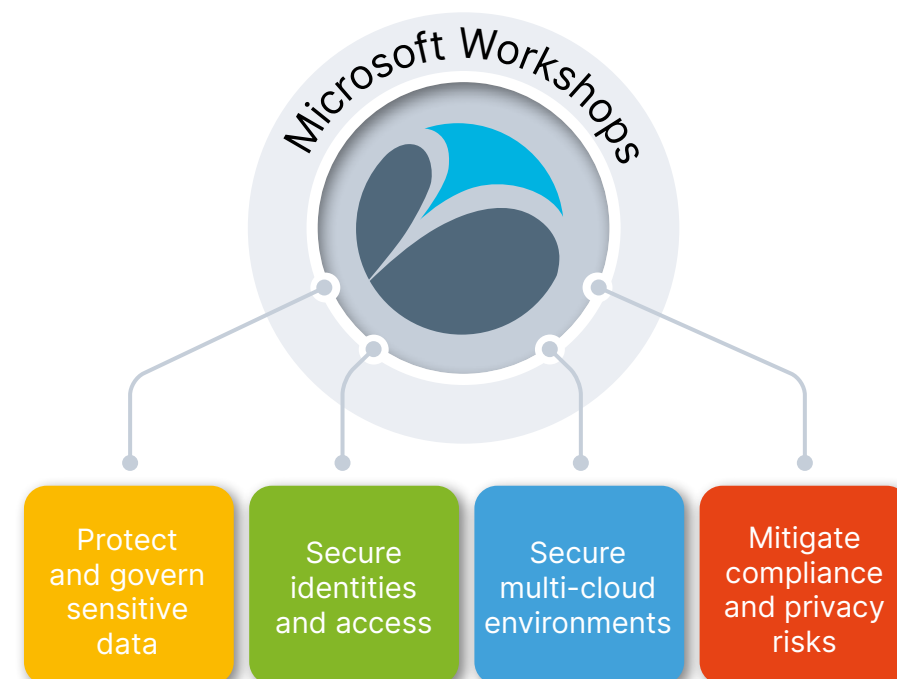 Microsoft Workshops
Protect
and govern
sensitive
data
Secure
identities
and access
Secure
multi-cloud
environments
Mitigate
compliance
and privacy
risks